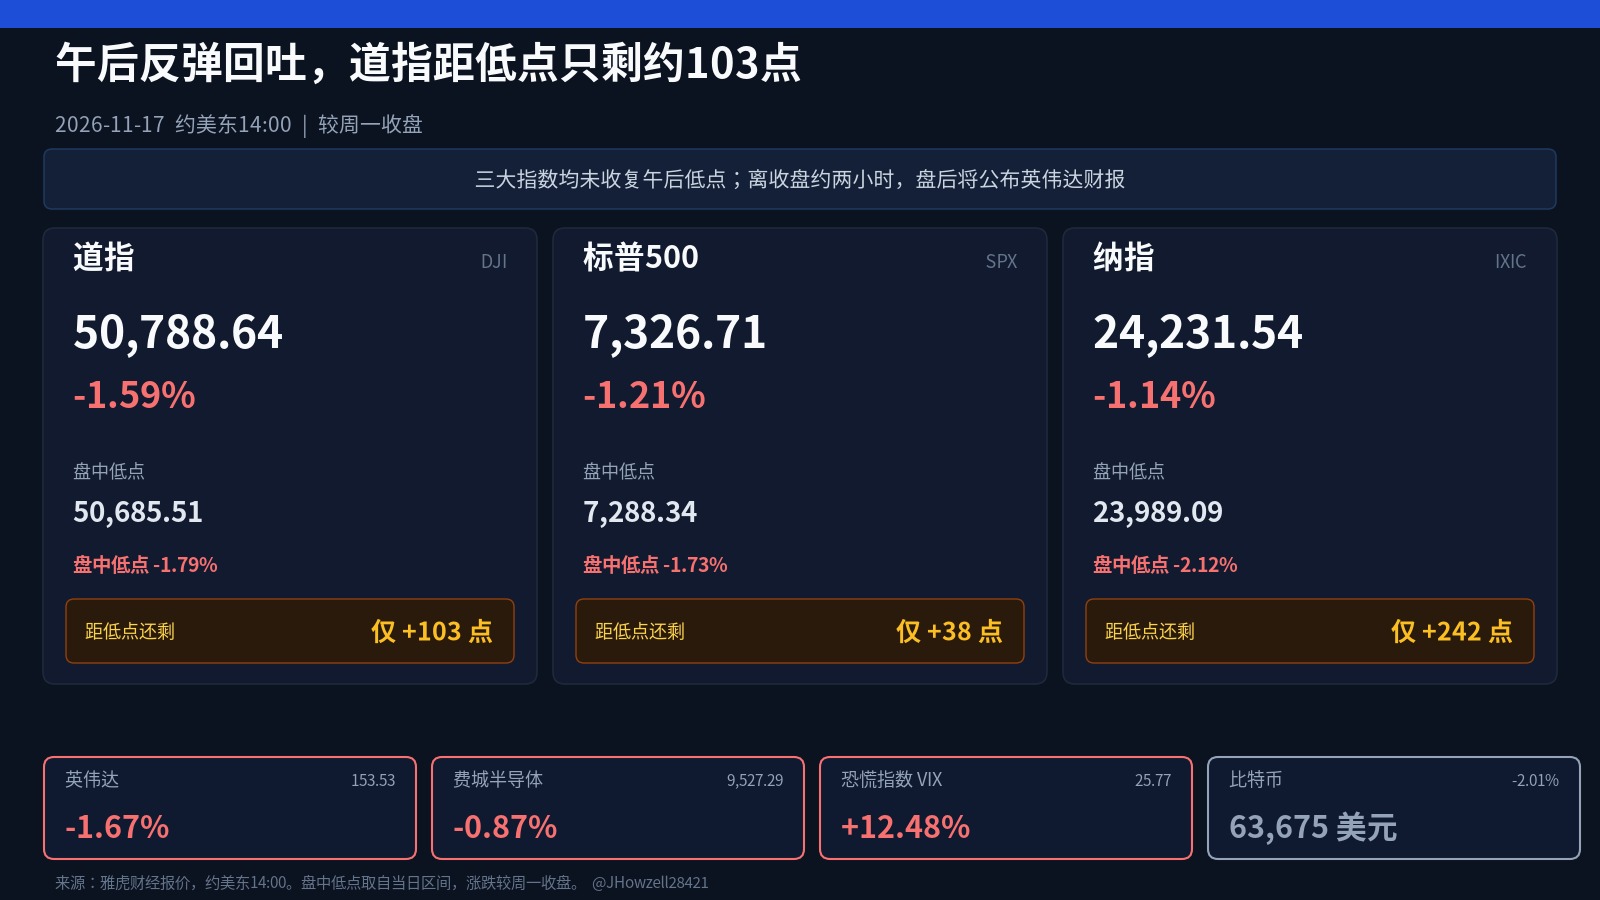 午后反弹回吐，道指距低点只剩约103点
2026-11-17 约美东14:00 | 较周一收盘
三大指数均未收复午后低点；离收盘约两小时，盘后将公布英伟达财报
道指 DJI
50,788.64
-1.59%
盘中低点
50,685.51
盘中低点 -1.79%
距低点还剩 仅 +103 点
标普500 SPX
7,326.71
-1.21%
盘中低点
7,288.34
盘中低点 -1.73%
距低点还剩 仅 +38 点
纳指 IXIC
24,231.54
-1.14%
盘中低点
23,989.09
盘中低点 -2.12%
距低点还剩 仅 +242 点
英伟达 153.53
-1.67%
费城半导体 9,527.29
-0.87%
恐慌指数 VIX 25.77
+12.48%
比特币 -2.01%
63,675 美元
来源：雅虎财经报价，约美东14:00。盘中低点取自当日区间，涨跌较周一收盘。 @JHowzell28421